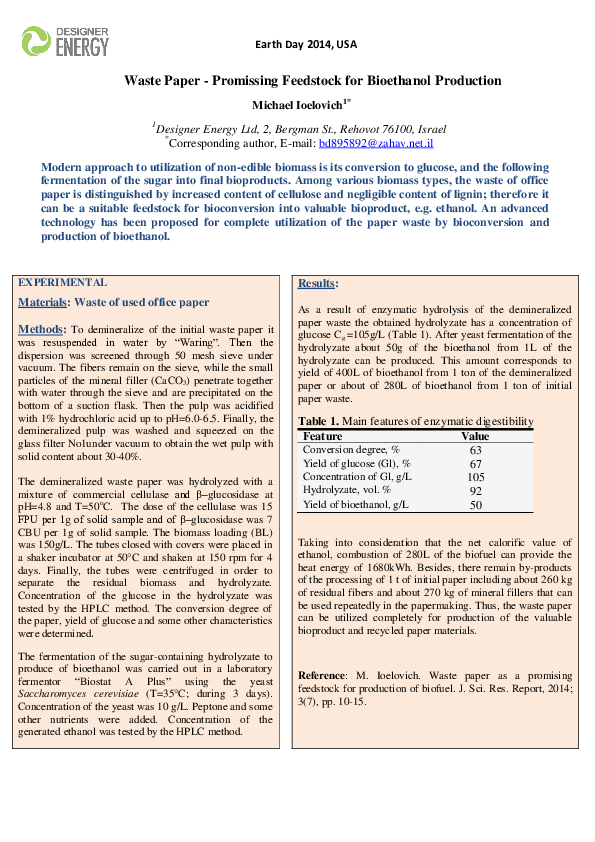 DESIGNER
ENERGY
Earth Day 2014, USA
Waste Paper - Promissing Feedstock for Bioethanol Production
Michael Ioelovich1*
1Designer Energy Ltd, 2, Bergman St., Rehovot 76100, Israel
*Corresponding author, E-mail: bd895892@zahav.net.il
Modern approach to utilization of non-edible biomass is its conversion to glucose, and the following
fermentation of the sugar into final bioproducts. Among various biomass types, the waste of office
paper is distinguished by increased content of cellulose and negligible content of lignin; therefore it
can be a suitable feedstock for bioconversion into valuable bioproduct, e.g. ethanol. An advanced
technology has been proposed for complete utilization of the paper waste by bioconversion and
production of bioethanol.
EXPERIMENTAL
Materials: Waste of used office paper
Methods: To demineralize of the initial waste paper it
was resuspended in water by “Waring”. Then the
dispersion was screened through 50 mesh sieve under
vacuum. The fibers remain on the sieve, while the small
particles of the mineral filler (CaCO3) penetrate together
with water through the sieve and are precipitated on the
bottom of a suction flask. Then the pulp was acidified
with 1% hydrochloric acid up to pH=6.0-6.5. Finally, the
demineralized pulp was washed and squeezed on the
glass filter No1under vacuum to obtain the wet pulp with
solid content about 30-40%.
The demineralized waste paper was hydrolyzed with a
mixture of commercial cellulase and β–glucosidase at
pH=4.8 and T=50°C. The dose of the cellulase was 15
FPU per 1g of solid sample and of β–glucosidase was 7
CBU per 1g of solid sample. The biomass loading (BL)
was 150g/L. The tubes closed with covers were placed in
a shaker incubator at 50°C and shaken at 150 rpm for 4
days. Finally, the tubes were centrifuged in order to
separate the residual biomass and hydrolyzate.
Concentration of the glucose in the hydrolyzate was
tested by the HPLC method. The conversion degree of
the paper, yield of glucose and some other characteristics
were determined.
The fermentation of the sugar-containing hydrolyzate to
produce of bioethanol was carried out in a laboratory
fermentor “Biostat A Plus” using the yeast
Saccharomyces cerevisiae (T=35°C; during 3 days).
Concentration of the yeast was 10 g/L. Peptone and some
other nutrients were added. Concentration of the
generated ethanol was tested by the HPLC method.
Results:
As a result of enzymatic hydrolysis of the demineralized
paper waste the obtained hydrolyzate has a concentration of
glucose Cg=105g/L (Table 1). After yeast fermentation of the
hydrolyzate about 50g of the bioethanol from 1L of the
hydrolyzate can be produced. This amount corresponds to
yield of 400L of bioethanol from 1 ton of the demineralized
paper or about of 280L of bioethanol from 1 ton of initial
paper waste.
Table 1. Main features of enzymatic digestibility
Feature Value
Conversion degree, % 63
Yield of glucose (Gl), % 67
Concentration of Gl, g/L 105
Hydrolyzate, vol. % 92
Yield of bioethanol, g/L 50
Taking into consideration that the net calorific value of
ethanol, combustion of 280L of the biofuel can provide the
heat energy of 1680kWh. Besides, there remain by-products
of the processing of 1 t of initial paper including about 260 kg
of residual fibers and about 270 kg of mineral fillers that can
be used repeatedly in the papermaking. Thus, the waste paper
can be utilized completely for production of the valuable
bioproduct and recycled paper materials.
Reference: M. Ioelovich. Waste paper as a promising
feedstock for production of biofuel. J. Sci. Res. Report, 2014;
3(7), pp. 10-15.